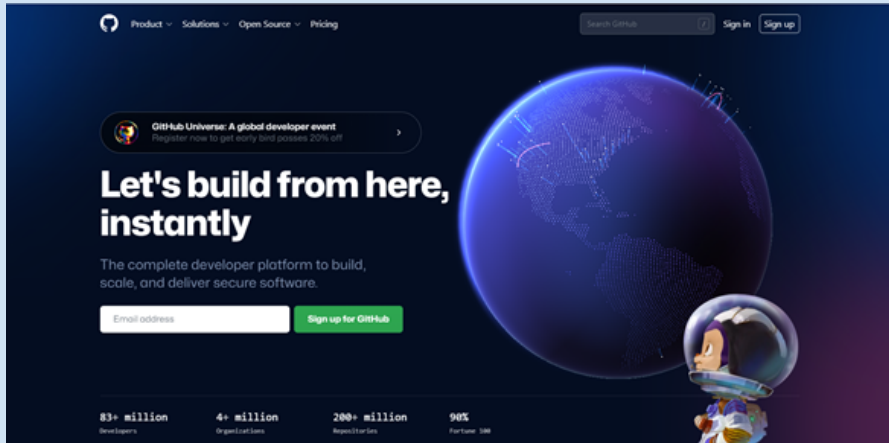 Product Solutions Open Source Pricing Search GitHub / Sign in Sign up
GitHub Universe: A global developer event
Register now to get early bird passes 20% off
Let's build from here,
instantly
The complete developer platform to build,
scale, and deliver secure software.
Email address Sign up for GitHub
83+ million 4+ million 200+ million 90%
Developers Organizations Repositories Fortune 100